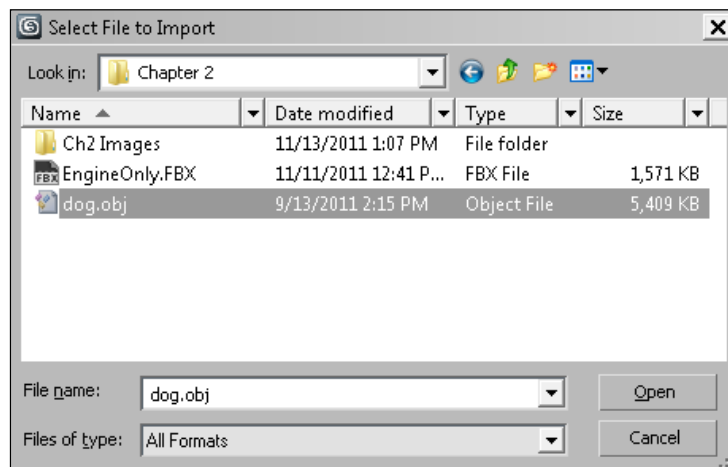 Select File to Import
Look in: Chapter 2
Name Date modified Type Size
Ch2 Images 11/13/2011 1:07 PM File folder
FBX EngineOnly.FBX 11/11/2011 12:41 P... FBX File 1,571 KB
dog.obj 9/13/2011 2:15 PM Object File 5,409 KB
File name: dog.obj Open
Files of type: All Formats Cancel